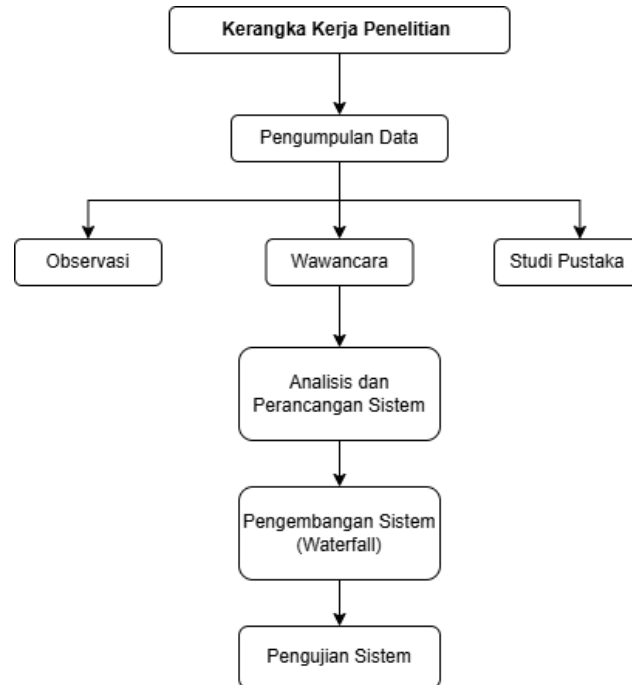 Kerangka Kerja Penelitian
Pengumpulan Data
Observasi
Wawancara
Studi Pustaka
Analisis dan
Perancangan Sistem
Pengembangan Sistem
(Waterfall)
Pengujian Sistem